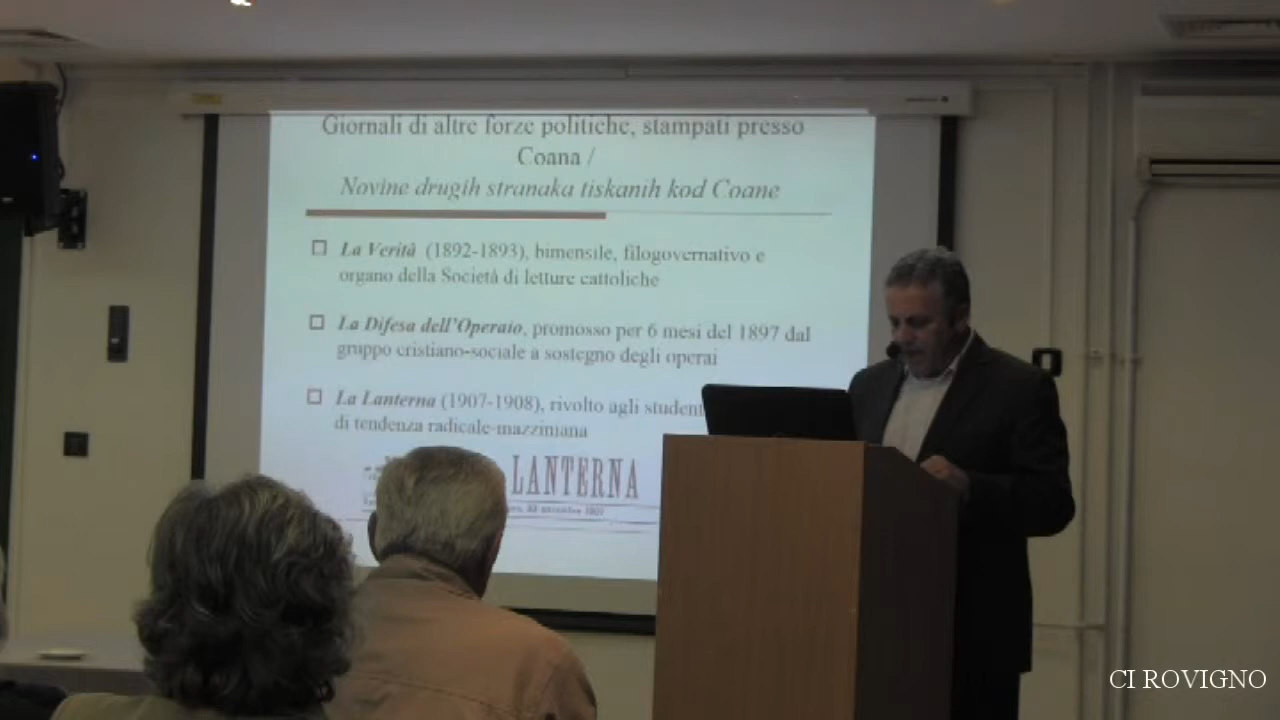 Giornali di altre forze politiche, stampati presso
Coana /
Novine drugih stranaka tiskanih kod Coane
La Verità (1892-1893), bimensile, filogovernativo e
organo della Società di letture cattoliche
La Difesa dell'Operaio, promosso per 6 mesi del 1897 dal
gruppo cristiano-sociale a sostegno degli operai
La Lanterna (1907-1908), rivolto agli
di tendenza radicale-mazziniana
LANTERNA
CI ROVIGNO